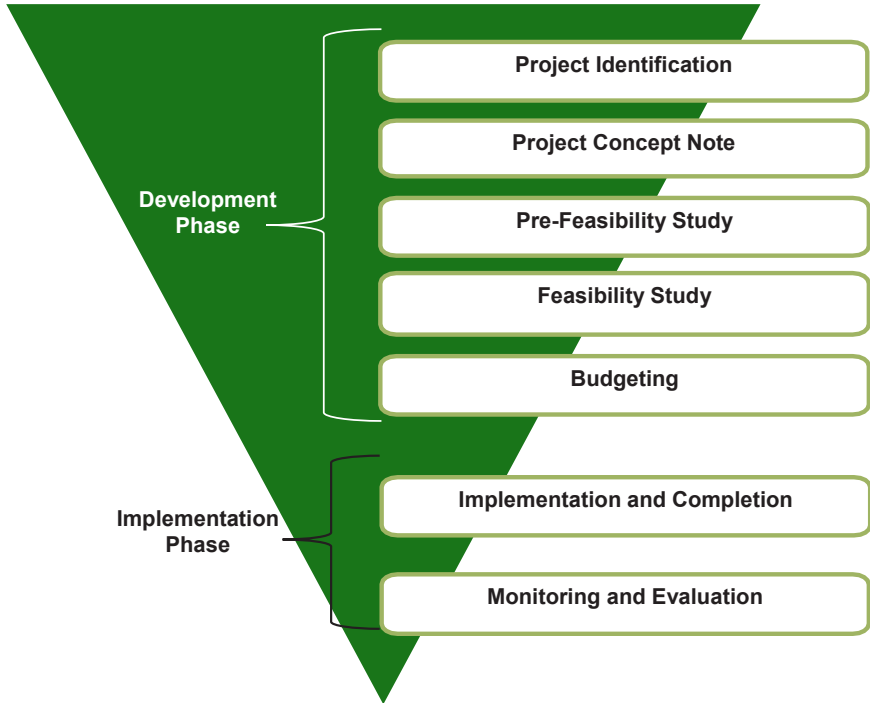 Project Identification
Project Concept Note
Development
Phase
Pre-Feasibility Study
Feasibility Study
Budgeting
Implementation
Phase
Implementation and Completion
Monitoring and Evaluation